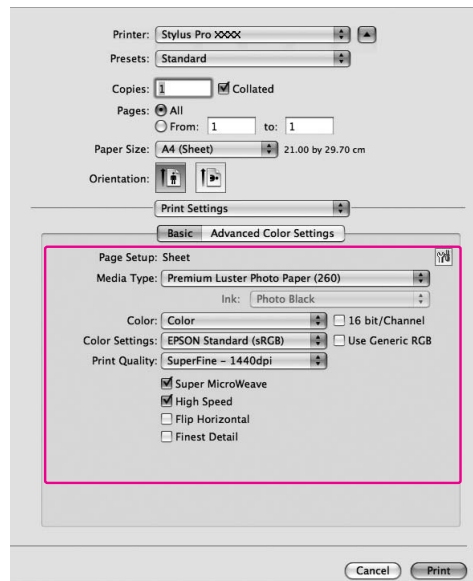 Printer: Stylus Pro XXXX
Presets: Standard
Copies: 1 Collated
Pages: All
From: 1 to: 1
Paper Size: A4 (Sheet) 21.00 by 29.70 cm
Orientation:
Print Settings
Basic Advanced Color Settings
Page Setup: Sheet
Media Type: Premium Luster Photo Paper (260)
Ink: Photo Black
Color: Color 16 bit/Channel
Color Settings: EPSON Standard (sRGB) Use Generic RGB
Print Quality: SuperFine - 1440dpi
Super MicroWeave
High Speed
Flip Horizontal
Finest Detail
Cancel Print